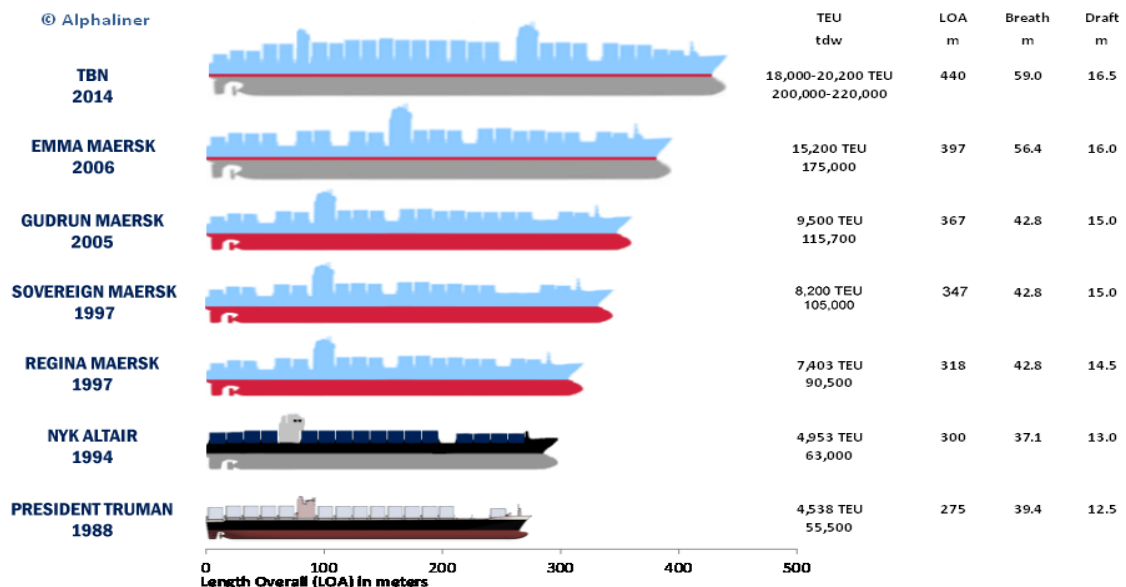 © Alphaliner
TEU LOA Breath Draft
tdw m m m
TBN
2014
18,000-20,200 TEU 440 59.0 16.5
200,000-220,000
EMMA MAERSK
2006
15,200 TEU 397 56.4 16.0
175,000
GUDRUN MAERSK
2005
9,500 TEU 367 42.8 15.0
115,700
SOVEREIGN MAERSK
1997
8,200 TEU 347 42.8 15.0
105,000
REGINA MAERSK
1997
7,403 TEU 318 42.8 14.5
90,500
NYK ALTAIR
1994
4,953 TEU 300 37.1 13.0
63,000
PRESIDENT TRUMAN
1988
4,538 TEU 275 39.4 12.5
55,500
0 100 200 300 400 500
Length Overall (LOA) in meters